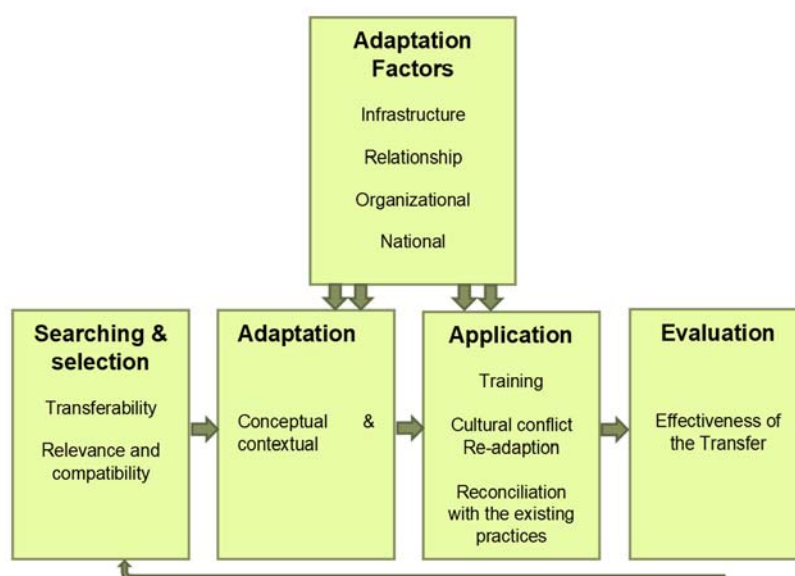 Adaptation
Factors
Infrastructure
Relationship
Organizational
National
Searching &
selection
Transferability
Relevance and
compatibility
Adaptation
Conceptual &
contextual
Application
Training
Cultural conflict
Re-adaption
Reconciliation
with the existing
practices
Evaluation
Effectiveness of
the Transfer